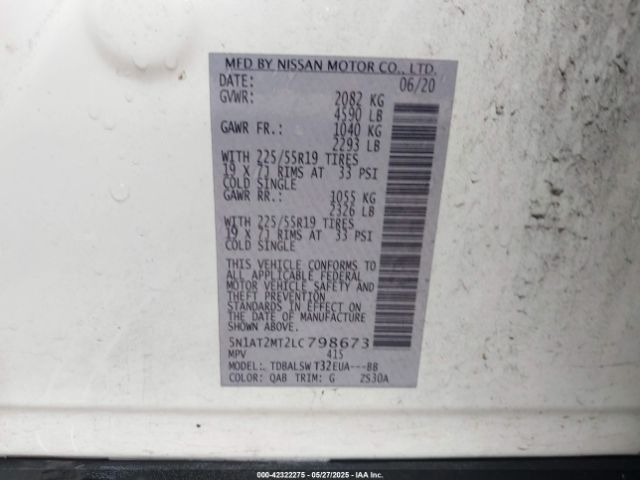 MFD BY NISSAN MOTOR CO., LTD.
DATE: 06/20
GVWR: 2082 KG
4590 LB
GAWR FR.: 1040 KG
2293 LB
WITH 225/55R19 TIRES
19 X 7J RIMS AT 33 PSI
COLD SINGLE
GAWR RR.: 1055 KG
2326 LB
WITH 225/55R19 TIRES
19 X 7J RIMS AT 33 PSI
COLD SINGLE
THIS VEHICLE CONFORMS TO
ALL APPLICABLE FEDERAL
MOTOR VEHICLE SAFETY AND
THEFT PREVENTION
STANDARDS IN EFFECT ON
THE DATE OF MANUFACTURE
SHOWN ABOVE.
5N1AT2MT2LC798673
MPV 415
MODEL: TDBALSW T32EUA---BB
COLOR: QAB TRIM: G 2S30A
000-42322275 — 05/27/2025 — IAA Inc.